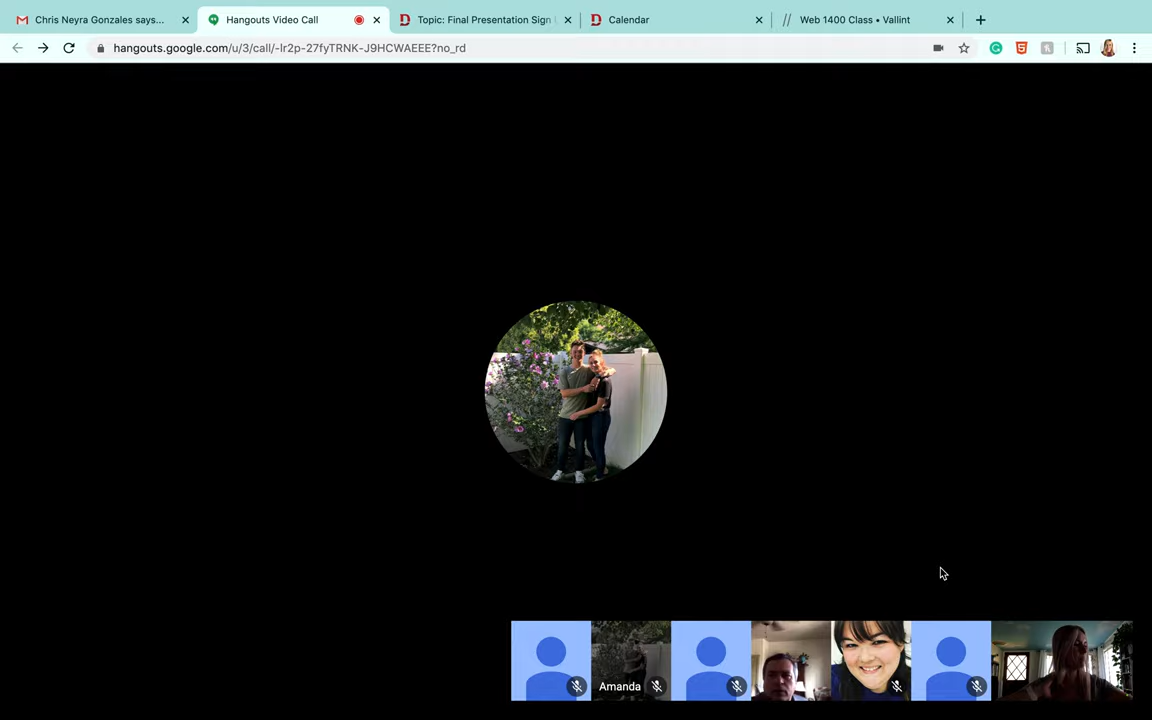 Chris Neyra Gonzales says...
Hangouts Video Call
Topic: Final Presentation Sign
Calendar
Web 1400 Class • Vallint
hangouts.google.com/u/3/call/-lr2p-27fyTRNK-J9HCWAEEE?no_rd
Amanda